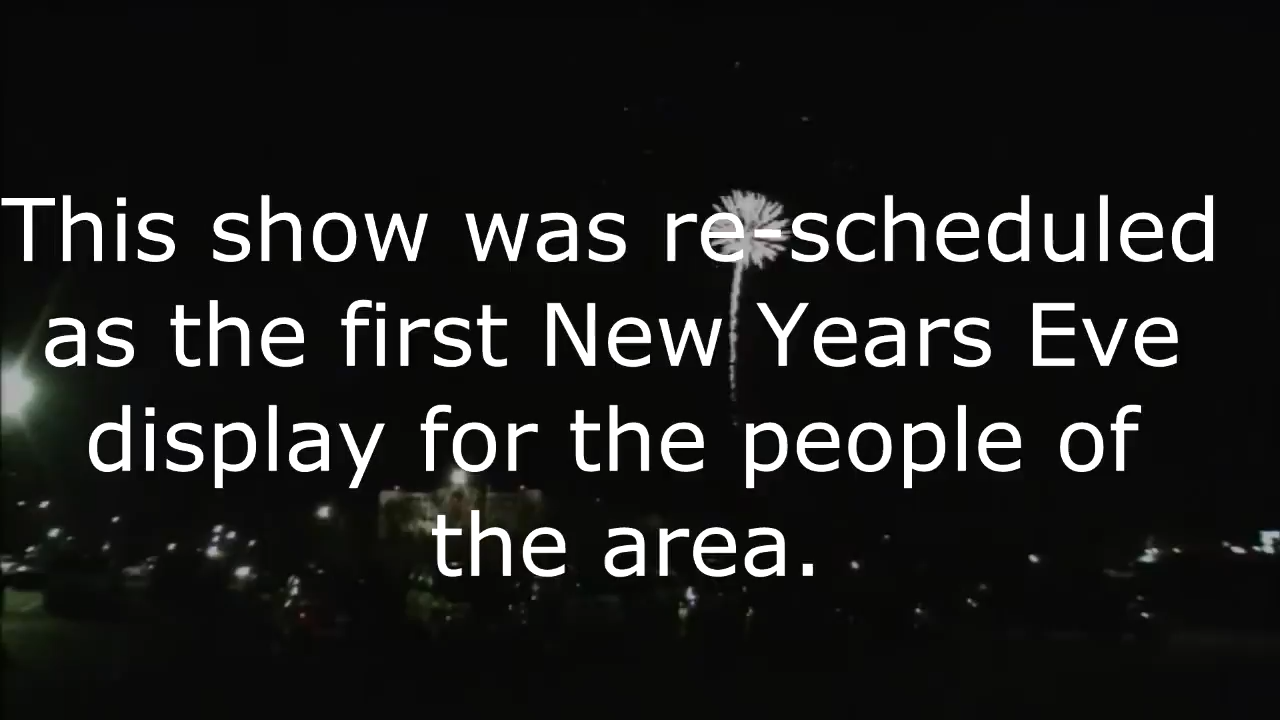 This show was re-scheduled
as the first New Years Eve
display for the people of
the area.